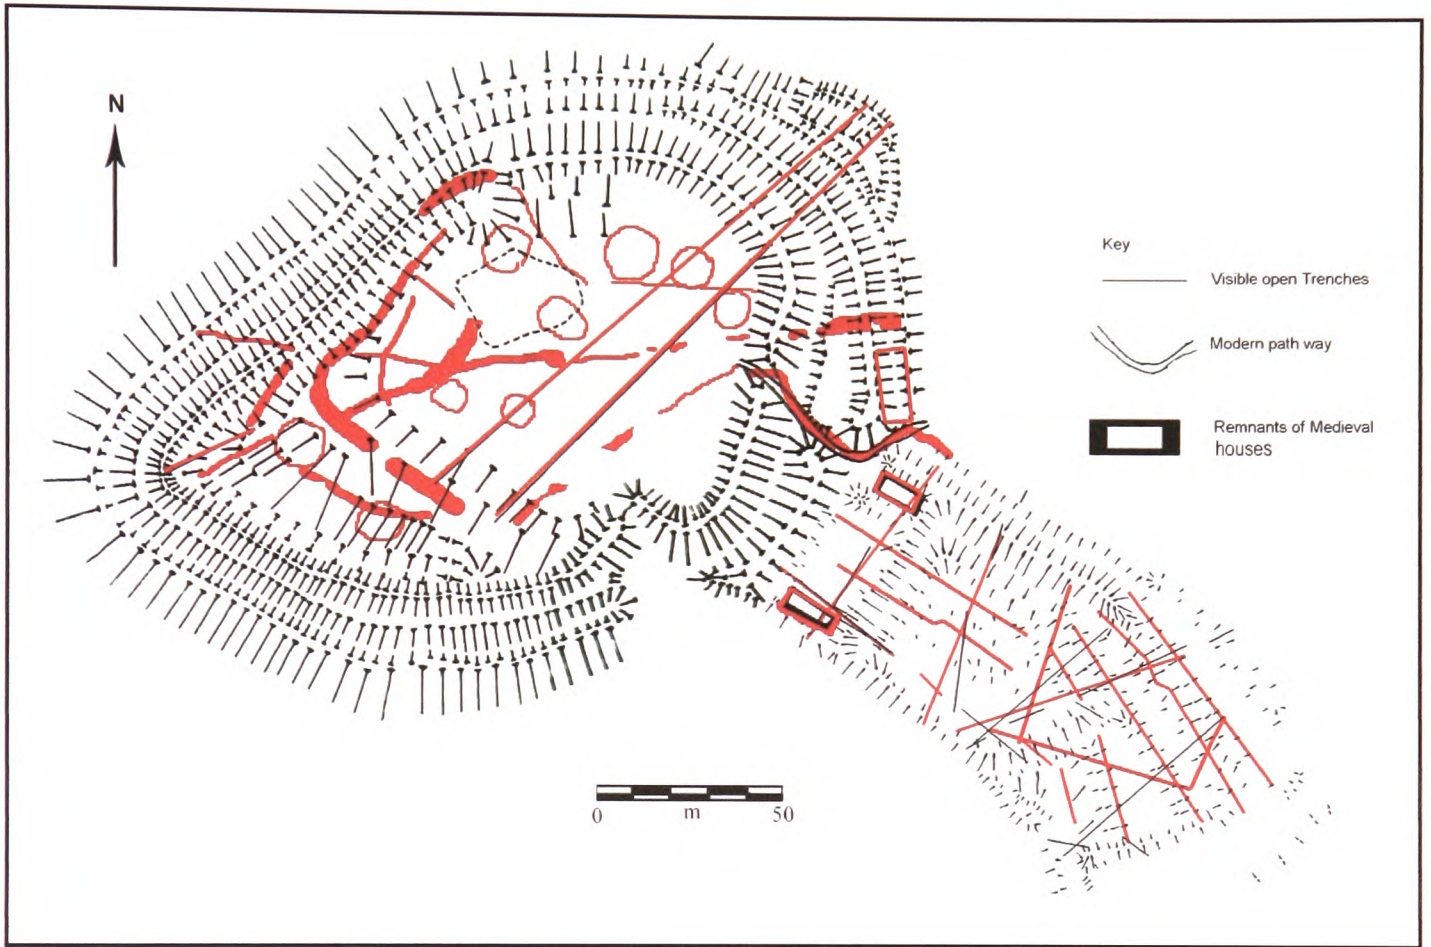 N
Key
Visible open Trenches
Modern path way
Remnants of Medieval
houses
0 m 50